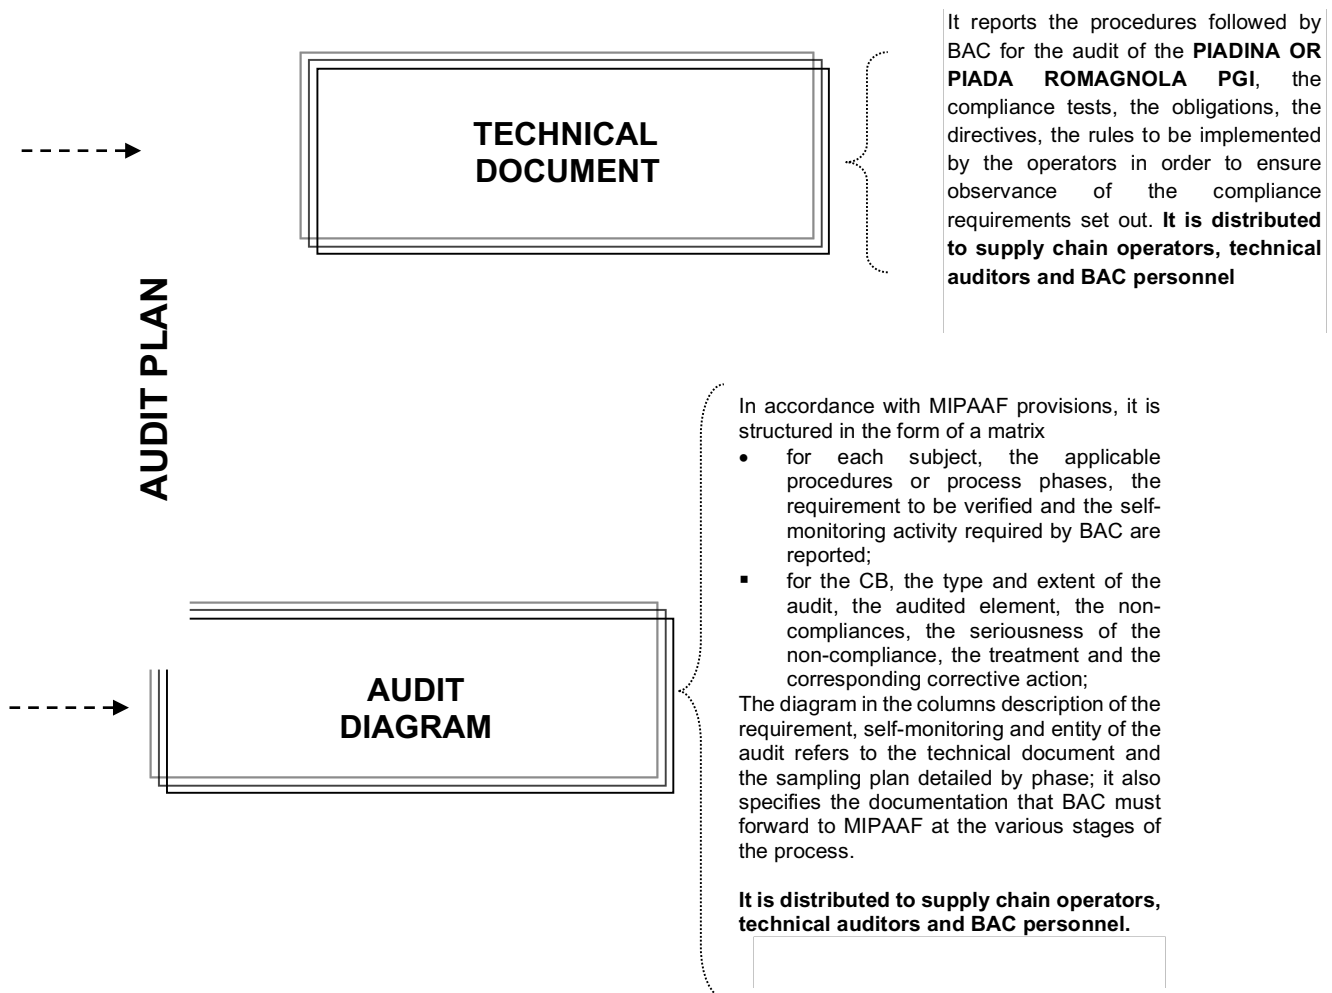 It reports the procedures followed by
BAC for the audit of the PIADINA OR
PIADA ROMAGNOLA PGI, the
compliance tests, the obligations, the
directives, the rules to be implemented
by the operators in order to ensure
observance of the compliance
requirements set out. It is distributed
to supply chain operators, technical
auditors and BAC personnel
TECHNICAL
DOCUMENT
AUDIT PLAN
In accordance with MIPAAF provisions, it is
structured in the form of a matrix
• for each subject, the applicable
procedures or process phases, the
requirement to be verified and the self-
monitoring activity required by BAC are
reported;
▪ for the CB, the type and extent of the
audit, the audited element, the non-
compliances, the seriousness of the
non-compliance, the treatment and the
corresponding corrective action;
The diagram in the columns description of the
requirement, self-monitoring and entity of the
audit refers to the technical document and
the sampling plan detailed by phase; it also
specifies the documentation that BAC must
forward to MIPAAF at the various stages of
the process.
It is distributed to supply chain operators,
technical auditors and BAC personnel.
AUDIT
DIAGRAM